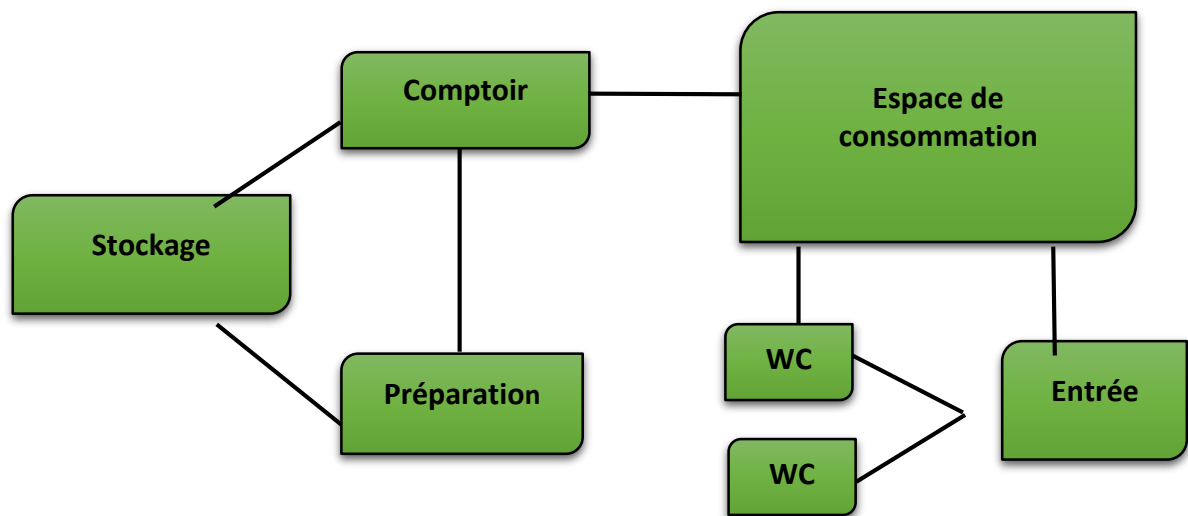 Comptoir
Espace de
consommation
Stockage
Préparation
WC
Entrée
WC